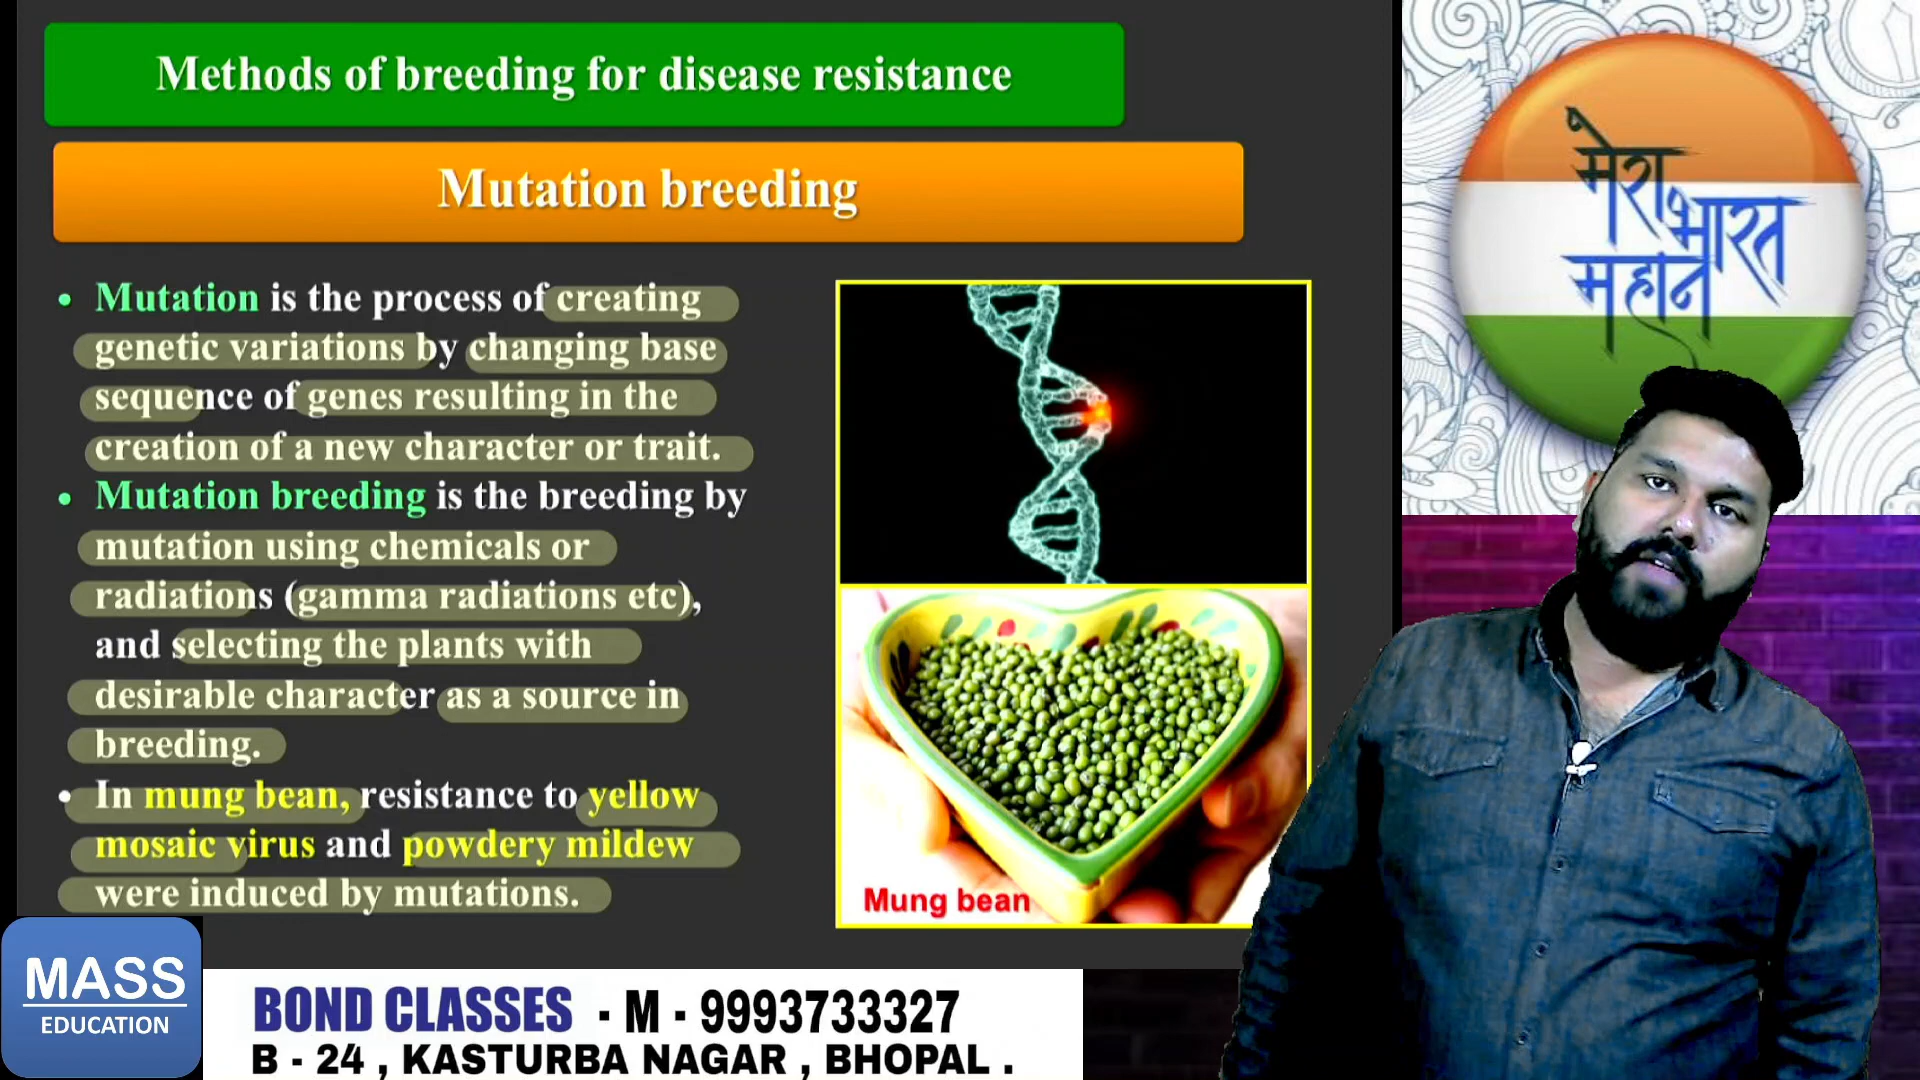 Methods of breeding for disease resistance
Mutation breeding
• Mutation is the process of creating
genetic variations by changing base
sequence of genes resulting in the
creation of a new character or trait.
• Mutation breeding is the breeding by
mutation using chemicals or
radiations (gamma radiations etc),
and selecting the plants with
desirable character as a source in
breeding.
• In mung bean, resistance to yellow
mosaic virus and powdery mildew
were induced by mutations.
Mung bean
मेरा
भारत
महान
MASS
EDUCATION
BOND CLASSES - M - 9993733327
B - 24 , KASTURBA NAGAR , BHOPAL .